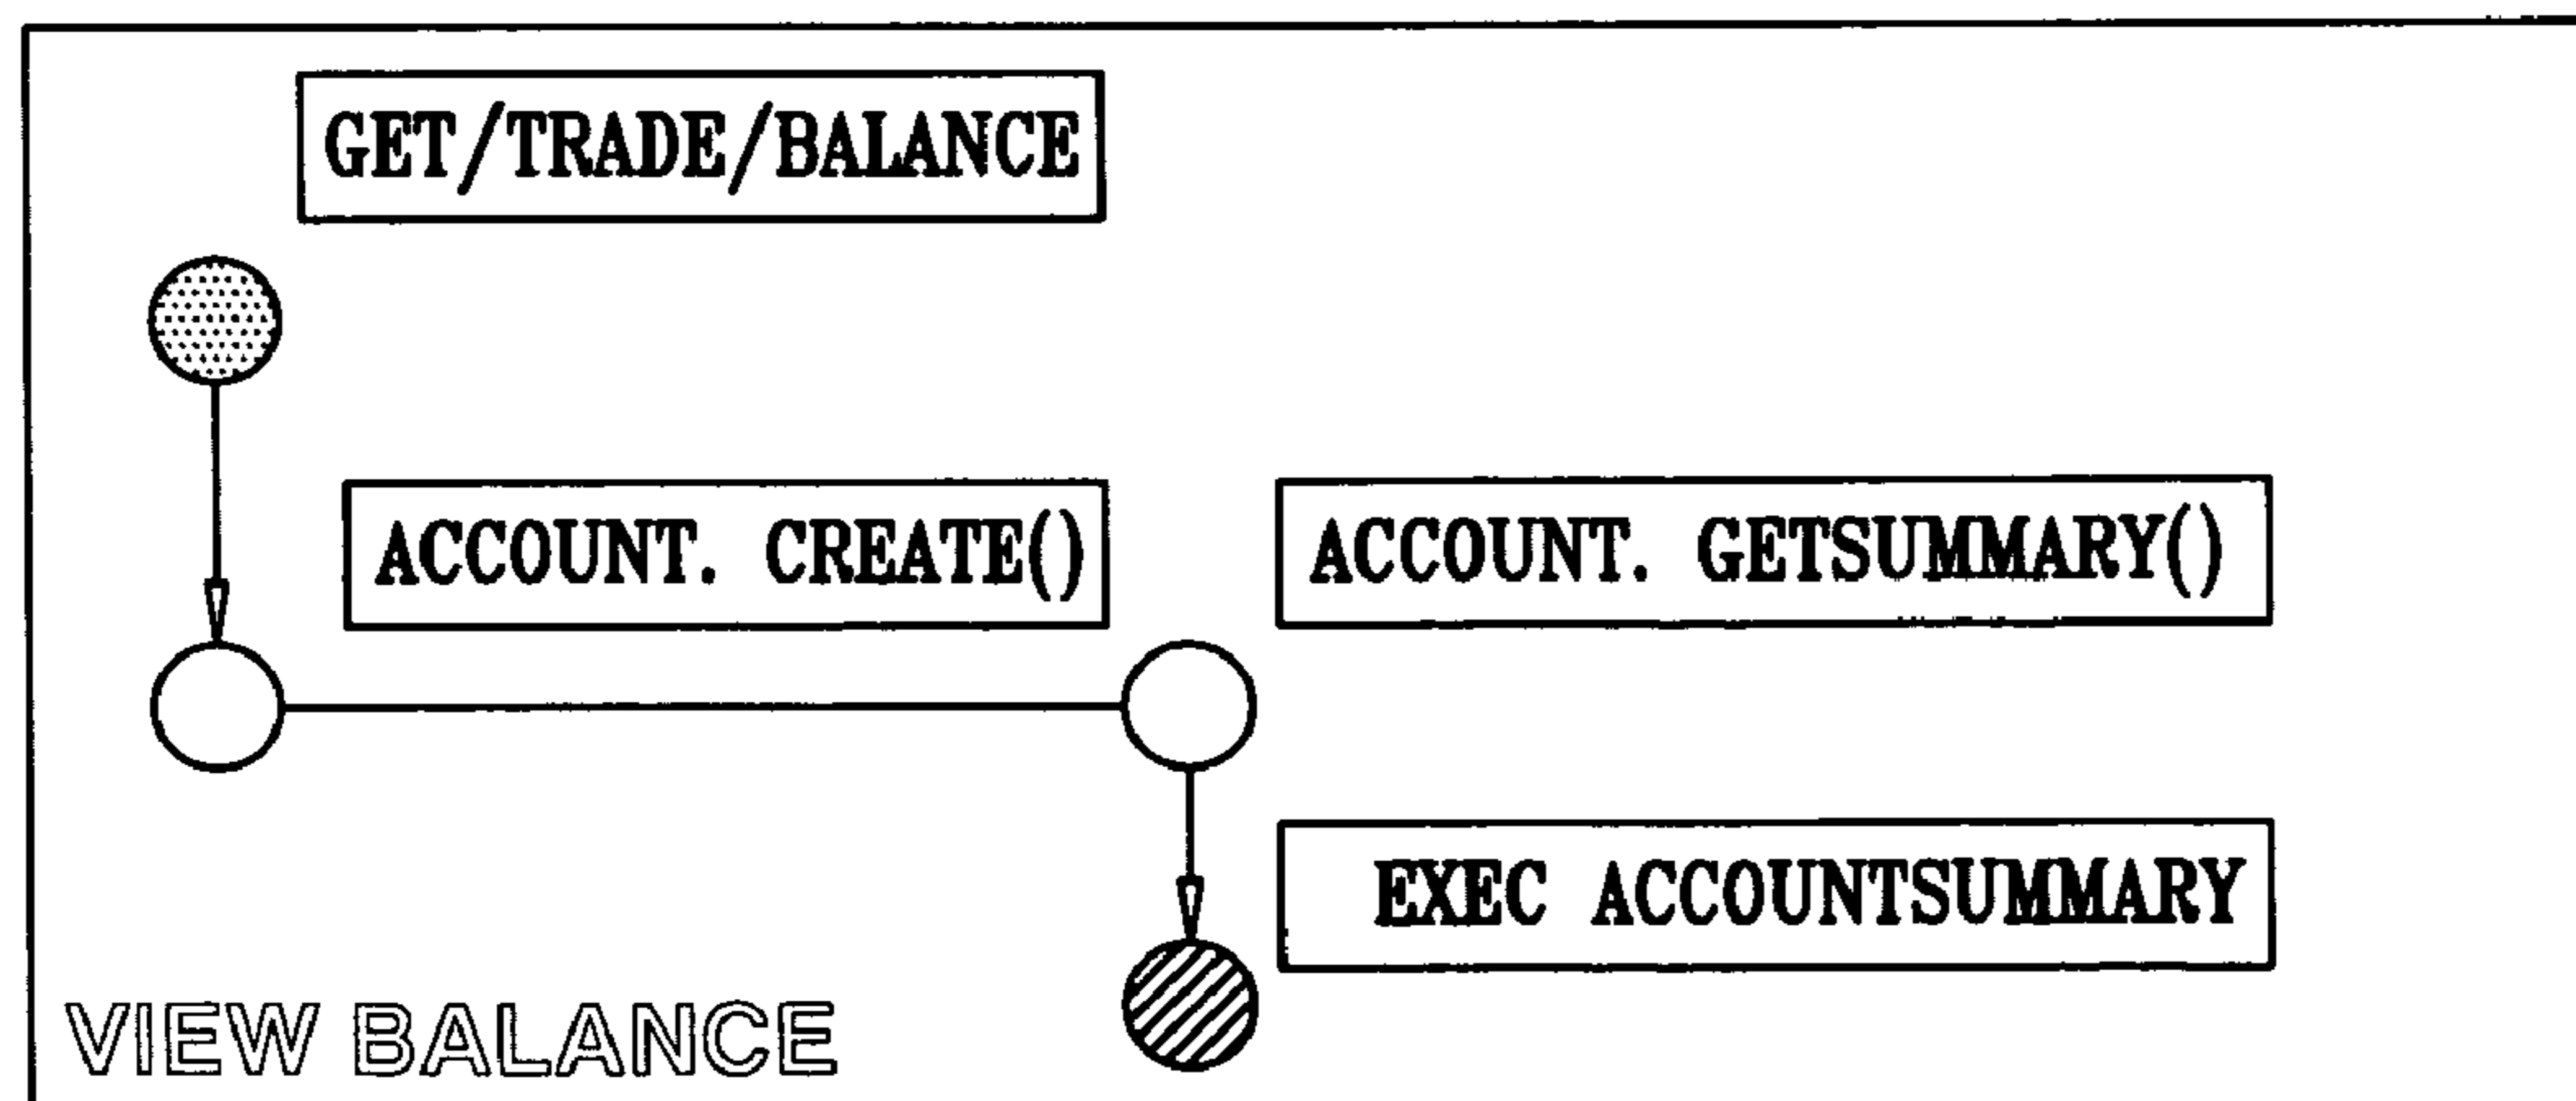 GET/TRADE/BALANCE
ACCOUNT. CREATE()
ACCOUNT. GETSUMMARY()
EXEC ACCOUNTSUMMARY
VIEW BALANCE